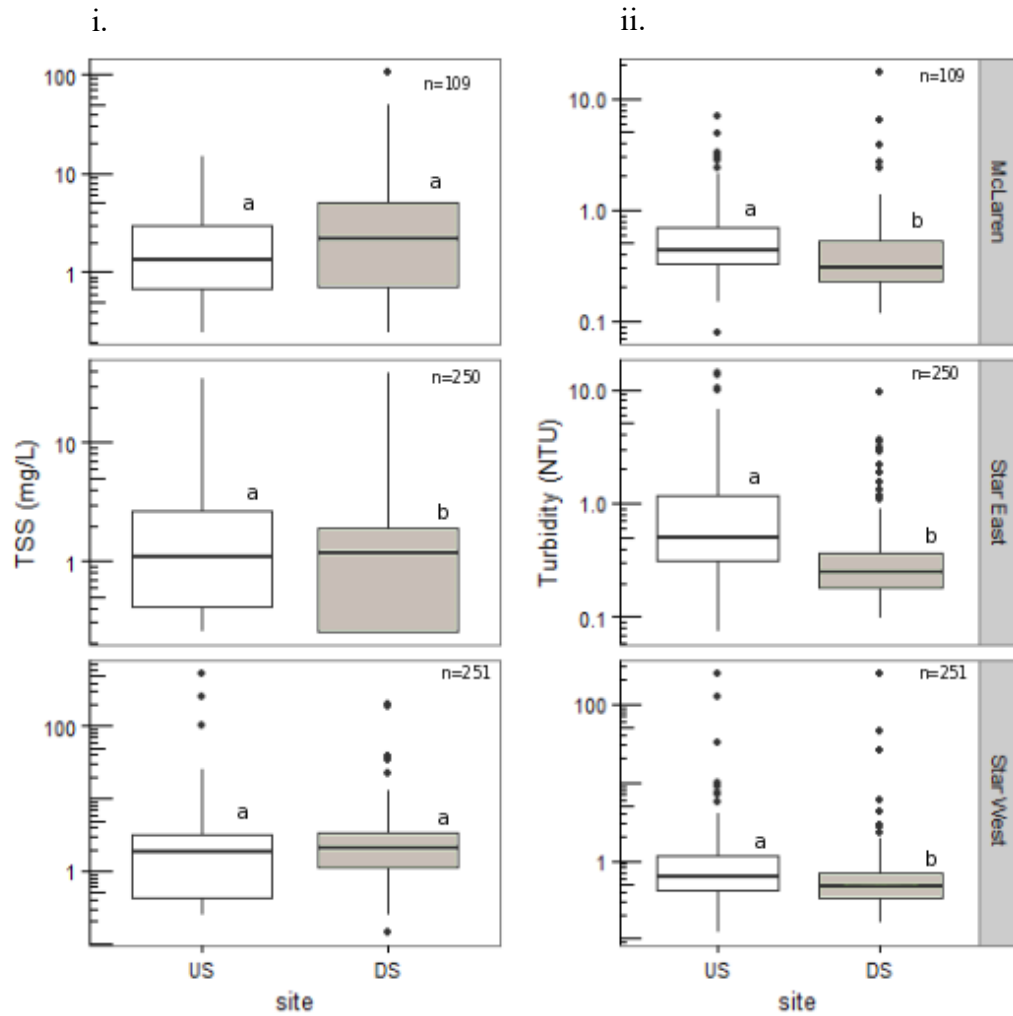 i.
ii.
100
10
1
n=109
a
a
10.0
1.0
0.1
n=109
a
b
McLaren
10
1
n=250
a
b
10.0
1.0
0.1
n=250
a
b
Star East
100
1
n=251
a
a
100
1
n=251
a
b
Star West
TSS (mg/L)
Turbidity (NTU)
US
DS
site
US
DS
site